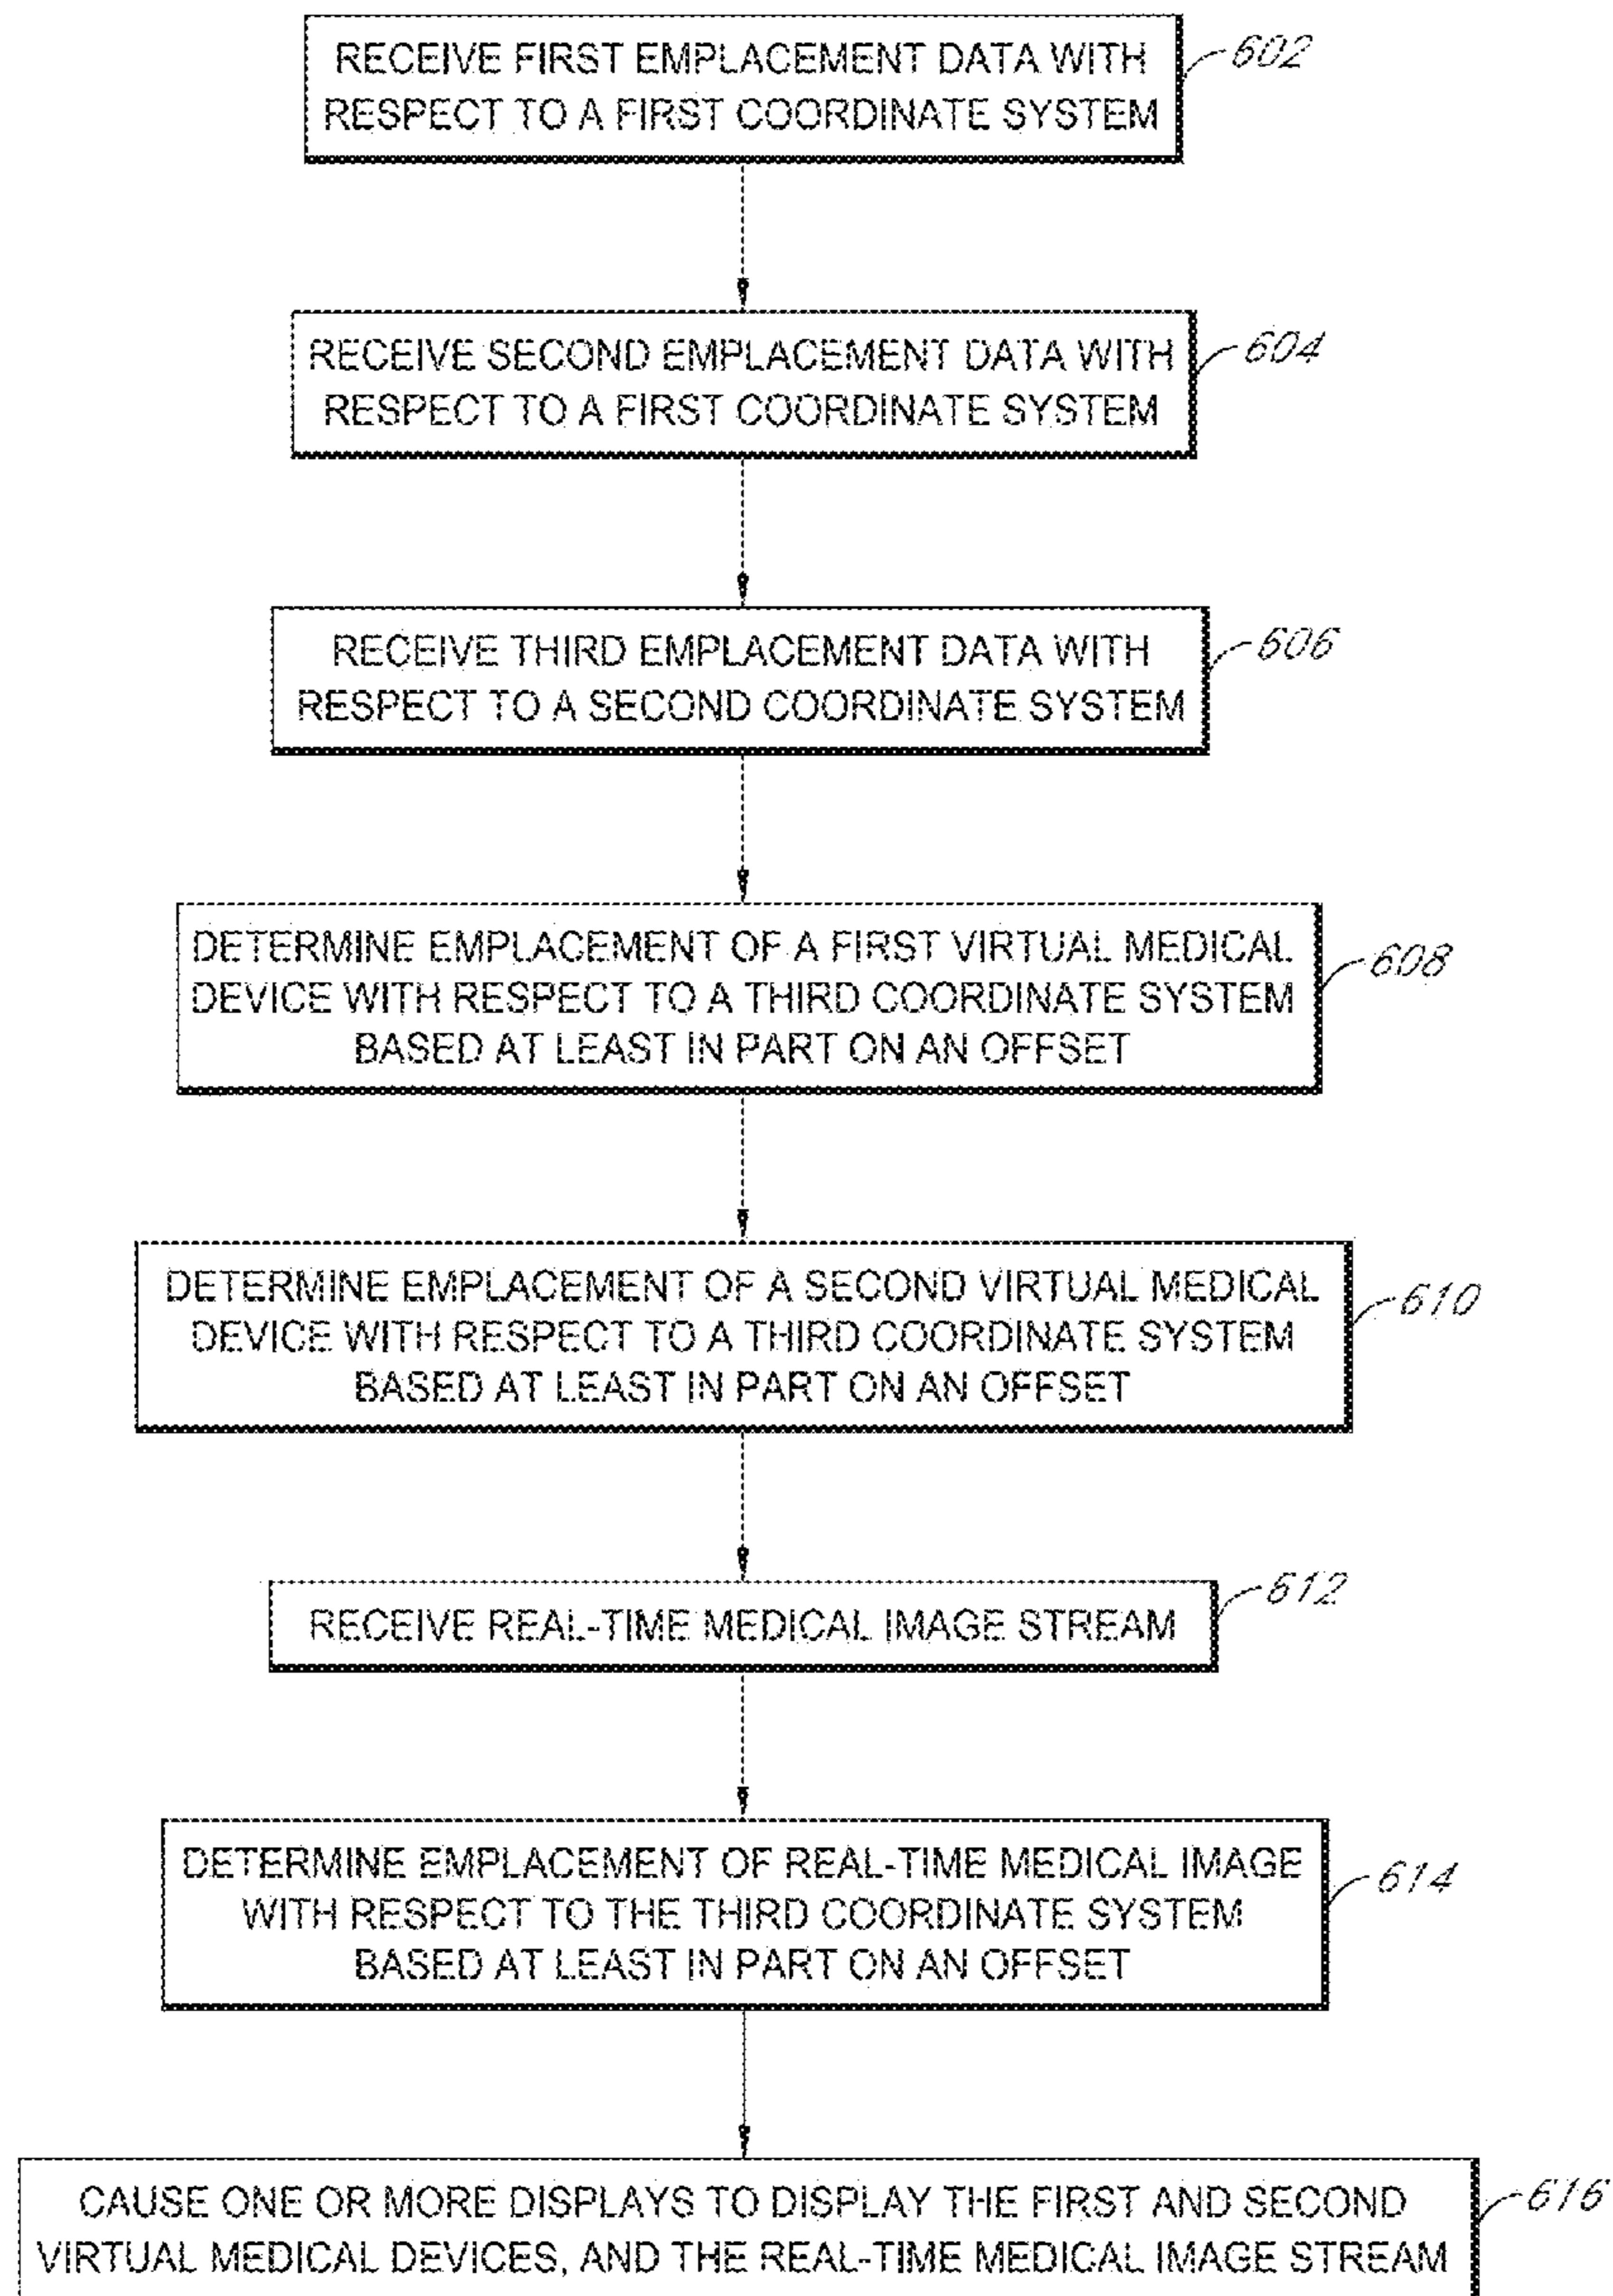 RECEIVE FIRST EMPLACEMENT DATA WITH
RESPECT TO A FIRST COORDINATE SYSTEM
602
RECEIVE SECOND EMPLACEMENT DATA WITH
RESPECT TO A FIRST COORDINATE SYSTEM
604
RECEIVE THIRD EMPLACEMENT DATA WITH
RESPECT TO A SECOND COORDINATE SYSTEM
606
DETERMINE EMPLACEMENT OF A FIRST VIRTUAL MEDICAL
DEVICE WITH RESPECT TO A THIRD COORDINATE SYSTEM
BASED AT LEAST IN PART ON AN OFFSET
608
DETERMINE EMPLACEMENT OF A SECOND VIRTUAL MEDICAL
DEVICE WITH RESPECT TO A THIRD COORDINATE SYSTEM
BASED AT LEAST IN PART ON AN OFFSET
610
RECEIVE REAL-TIME MEDICAL IMAGE STREAM
612
DETERMINE EMPLACEMENT OF REAL-TIME MEDICAL IMAGE
WITH RESPECT TO THE THIRD COORDINATE SYSTEM
BASED AT LEAST IN PART ON AN OFFSET
614
CAUSE ONE OR MORE DISPLAYS TO DISPLAY THE FIRST AND SECOND
VIRTUAL MEDICAL DEVICES, AND THE REAL-TIME MEDICAL IMAGE STREAM
616